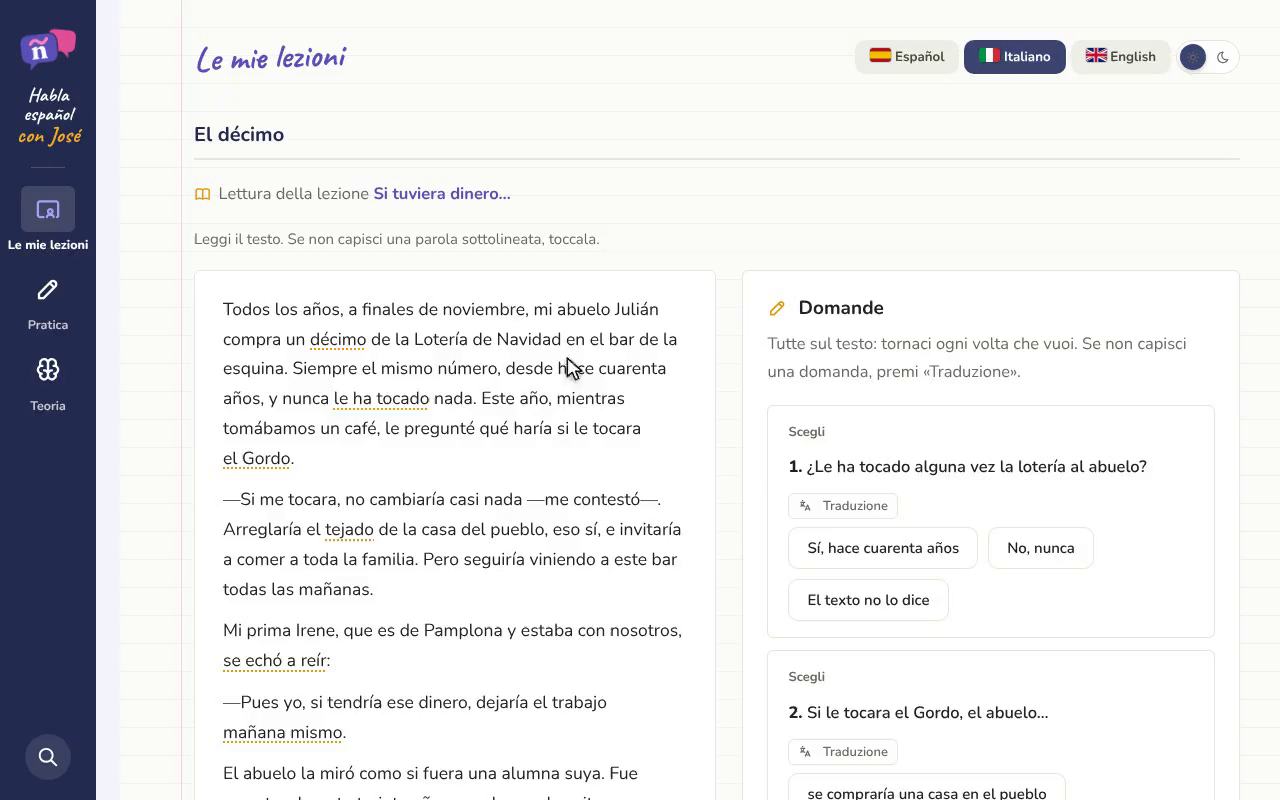 Habla
español
con José
Le mie lezioni
Pratica
Teoria
Le mie lezioni
Español
Italiano
English
El décimo
Lettura della lezione Si tuviera dinero...
Leggi il testo. Se non capisci una parola sottolineata, toccala.
Todos los años, a finales de noviembre, mi abuelo Julián
compra un décimo de la Lotería de Navidad en el bar de la
esquina. Siempre el mismo número, desde hace cuarenta
años, y nunca le ha tocado nada. Este año, mientras
tomábamos un café, le pregunté qué haría si le tocara
el Gordo.
—Si me tocara, no cambiaría casi nada —me contestó—.
Arreglaría el tejado de la casa del pueblo, eso sí, e invitaría
a comer a toda la familia. Pero seguiría viniendo a este bar
todas las mañanas.
Mi prima Irene, que es de Pamplona y estaba con nosotros,
se echó a reír:
—Pues yo, si tendría ese dinero, dejaría el trabajo
mañana mismo.
El abuelo la miró como si fuera una alumna suya. Fue
Domande
Tutte sul testo: tornaci ogni volta che vuoi. Se non capisci
una domanda, premi «Traduzione».
Scegli
1. ¿Le ha tocado alguna vez la lotería al abuelo?
Traduzione
Sí, hace cuarenta años
No, nunca
El texto no lo dice
Scegli
2. Si le tocara el Gordo, el abuelo...
Traduzione
se compraría una casa en el pueblo